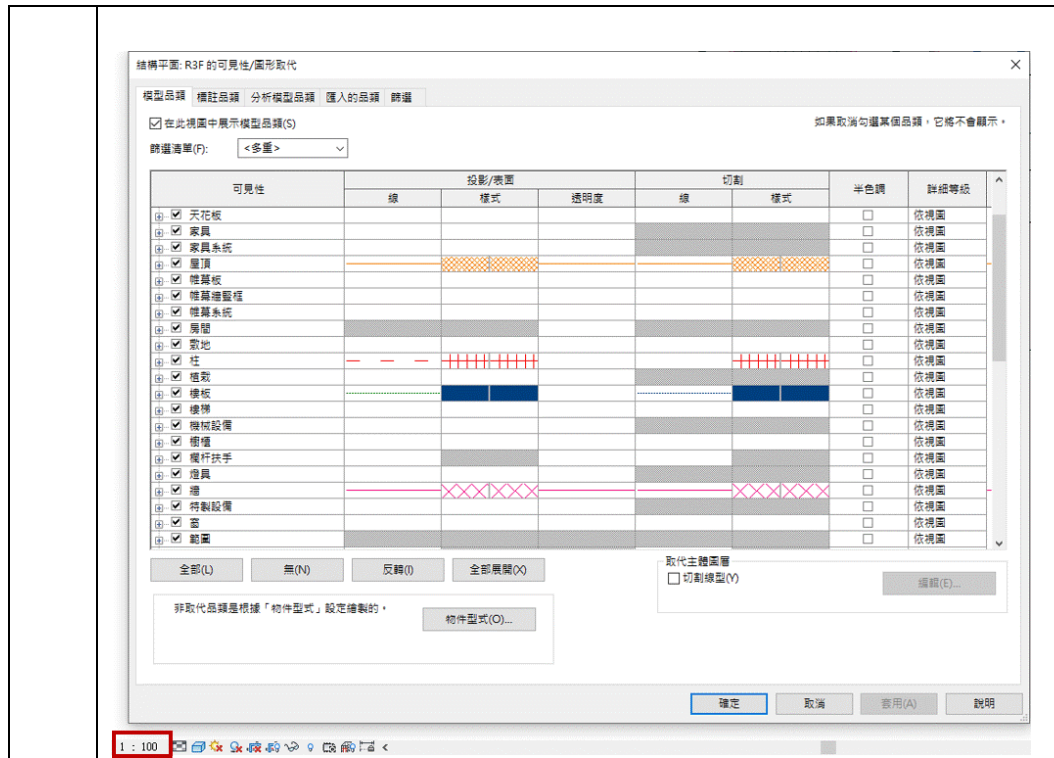 結構平面: R3F 的可見性/圖形取代
模型品類 標註品類 分析模型品類 匯入的品類 篩選
在此視圖中展示模型品類(S)
如果取消勾選某個品類，它將不會顯示。
篩選清單(F): <多重>
可見性 投影/表面 切割 半色調 詳細等級
線 樣式 透明度 線 樣式
天花板 依視圖
家具 依視圖
家具系統 依視圖
屋頂 依視圖
帷幕板 依視圖
帷幕牆豎框 依視圖
帷幕系統 依視圖
房間 依視圖
敷地 依視圖
柱 依視圖
植栽 依視圖
樓板 依視圖
樓梯 依視圖
機械設備 依視圖
櫥櫃 依視圖
欄杆扶手 依視圖
燈具 依視圖
牆 依視圖
特製設備 依視圖
窗 依視圖
範圍 依視圖
全部(L) 無(N) 反轉(I) 全部展開(X)
取代主體圖層
切割線型(Y)
編輯(E)...
非取代品類是根據「物件型式」設定繪製的。
物件型式(O)...
確定 取消 套用(A) 說明
1 : 100